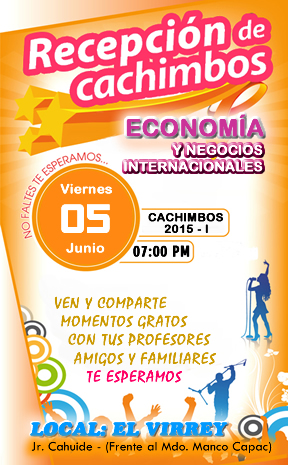 Recepción de
cachimbos
ECONOMÍA
Y NEGOCIOS
INTERNACIONALES
NO FALTES TE ESPERAMOS...
Viernes
05
Junio
CACHIMBOS
2015 - I
07:00 PM
VEN Y COMPARTE
MOMENTOS GRATOS
CON TUS PROFESORES
AMIGOS Y FAMILIARES
TE ESPERAMOS
LOCAL: EL VIRREY
Jr. Cahuide - (Frente al Mdo. Manco Capac)